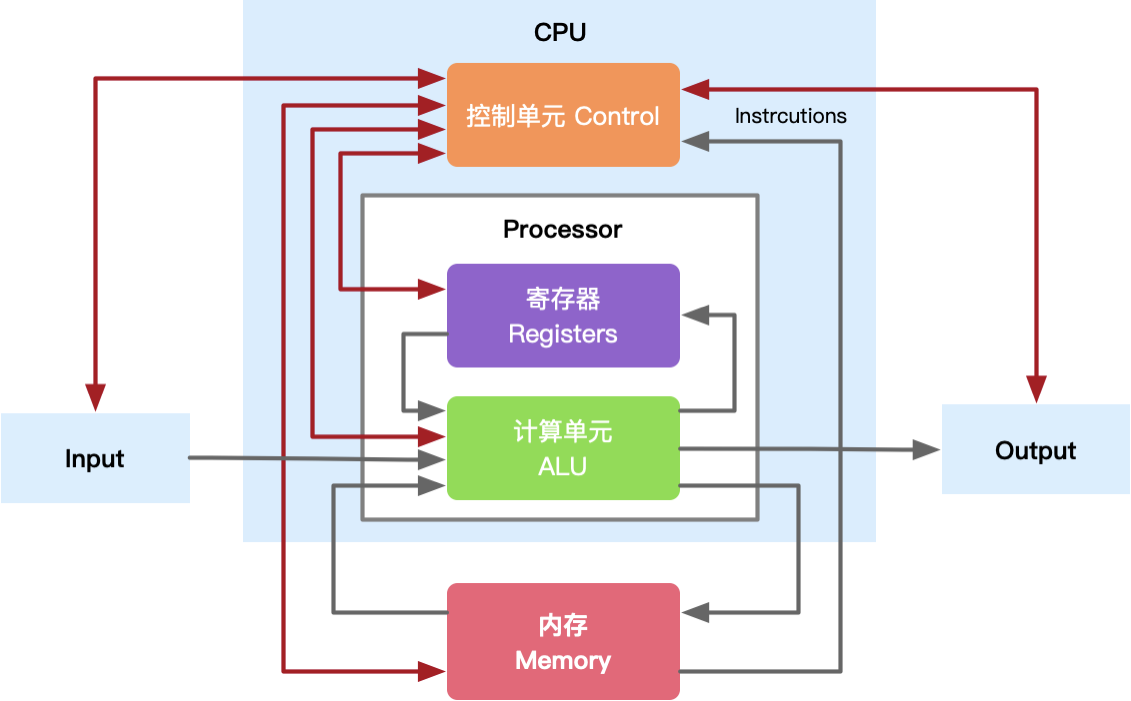 CPU
控制单元 Control
Instrcutions
Processor
寄存器
Registers
计算单元
ALU
Input
Output
内存
Memory